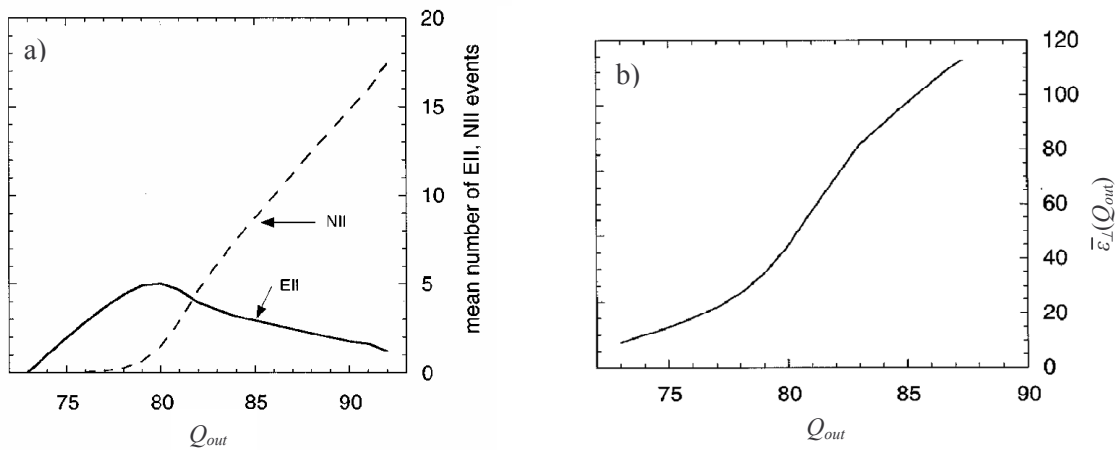 a)
20
15
10
5
0
mean number of EII, NII events
NII
EII
75 80 85 90
Q_out
b)
120
100
80
60
40
20
0
ε̄⊥(Q_out)
75 80 85 90
Q_out